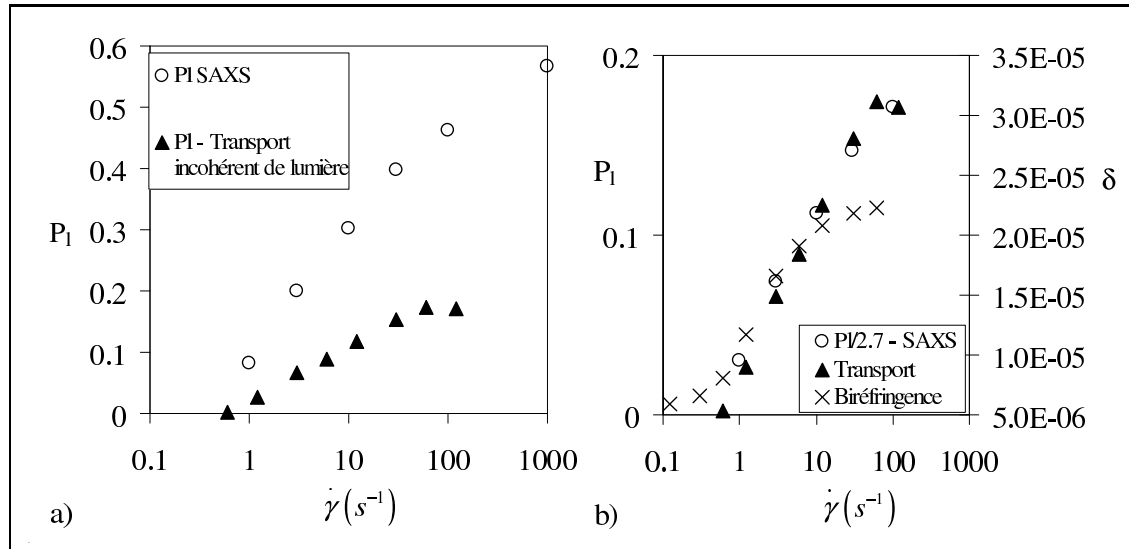 0.6
0.5
0.4
0.3
0.2
0.1
0
P₁
Pl SAXS
Pl - Transport
incohérent de lumière
0.1 1 10 100 1000
γ̇ (s⁻¹)
a)
0.2
0.1
0
P₁
3.5E-05
3.0E-05
2.5E-05
2.0E-05
1.5E-05
1.0E-05
5.0E-06
δ
Pl/2.7 - SAXS
Transport
Biréfringence
0.1 1 10 100 1000
γ̇ (s⁻¹)
b)